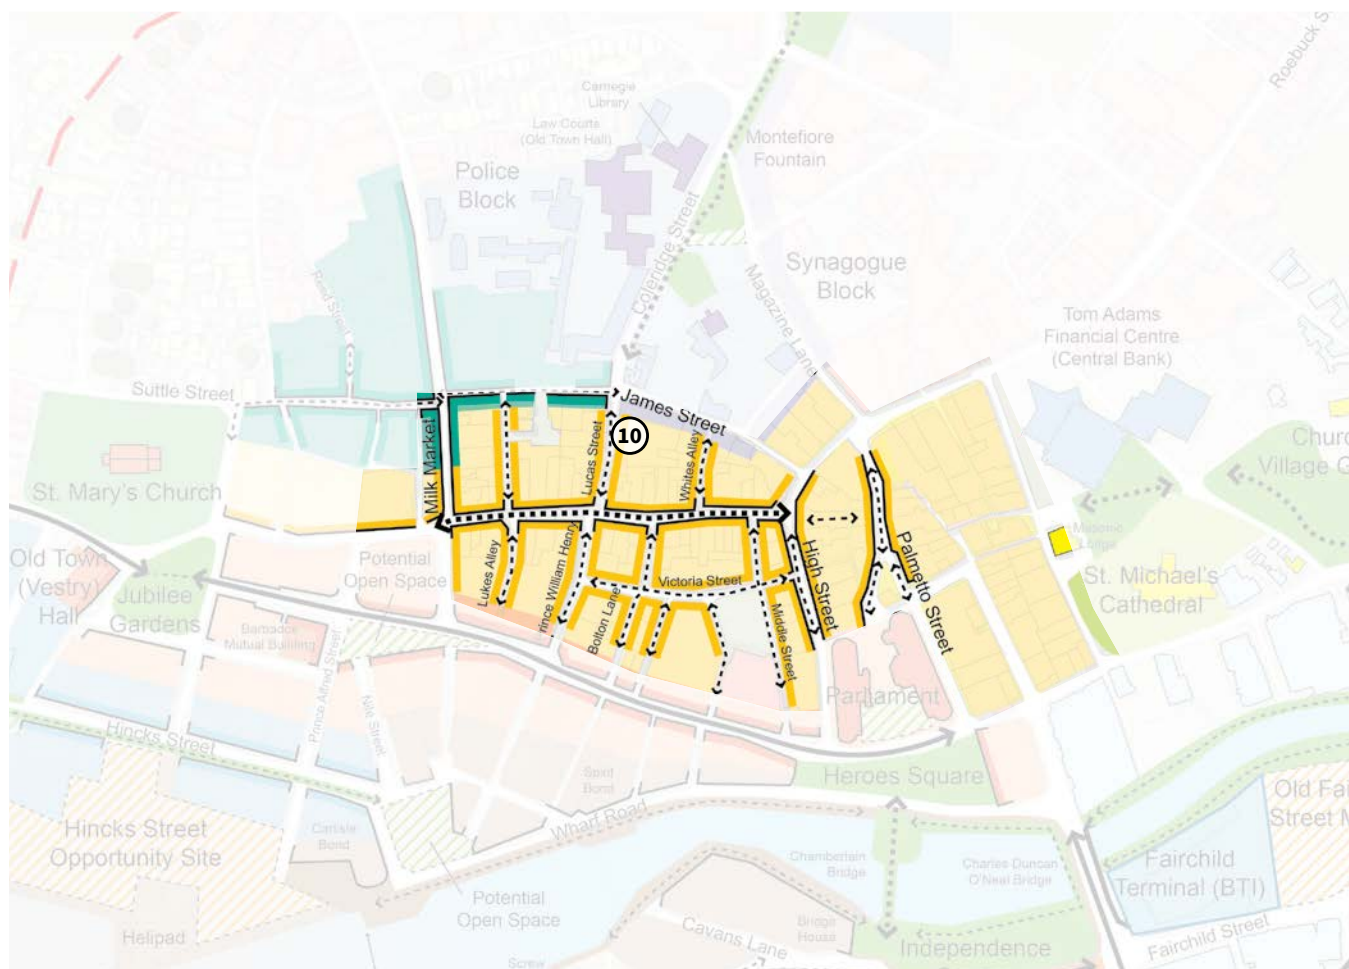 Roebuck S
Carnegie
Library
Law Courts
(Old Town Hall)
Montefiore
Fountain
Police
Block
Coleridge Street
Synagogue
Block
Magazine Lane
Reed Street
Tom Adams
Financial Centre
(Central Bank)
Suttle Street
James Street
10
Milk Market
Lucas Street
Whites Alley
Churc
Village G
St. Mary's Church
Old Town
(Vestry)
Hall
Jubilee
Gardens
Potential
Open Space
Lukes Alley
Prince William Henry
Victoria Street
Bolton Lane
High Street
Middle Street
Palmetto Street
Masonic
Lodge
St. Michael's
Cathedral
Barbados
Mutual Building
Prince Alfred Street
Nile Street
Parliament
Hincks Street
Heroes Square
Spirit
Bond
Wharf Road
Hincks Street
Opportunity Site
Carlisle
Bond
Old Fai
Street M
Chamberlain
Bridge
Charles Duncan
O'Neal Bridge
Fairchild
Terminal (BTI)
Potential
Open Space
Helipad
Cavans Lane
Bridge
House
Independence
Fairchild Street
Screw